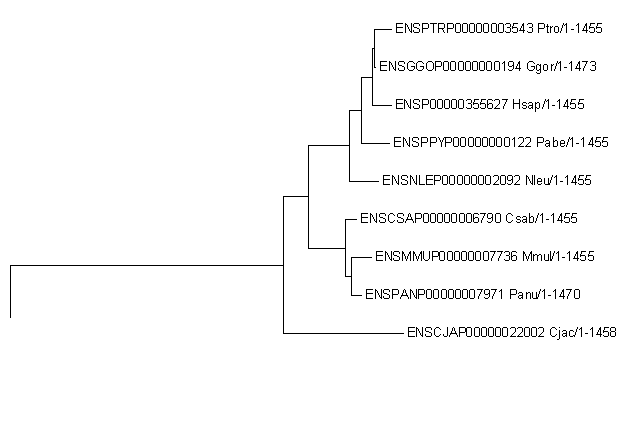 ENSPTRP00000003543 Ptro/1-1455
ENSGGOP00000000194 Ggor/1-1473
ENSP00000355627 Hsap/1-1455
ENSPPYP00000000122 Pabe/1-1455
ENSNLEP00000002092 Nleu/1-1455
ENSCSAP00000006790 Csab/1-1455
ENSMMUP00000007736 Mmul/1-1455
ENSPANP00000007971 Panu/1-1470
ENSCJAP00000022002 Cjac/1-1458